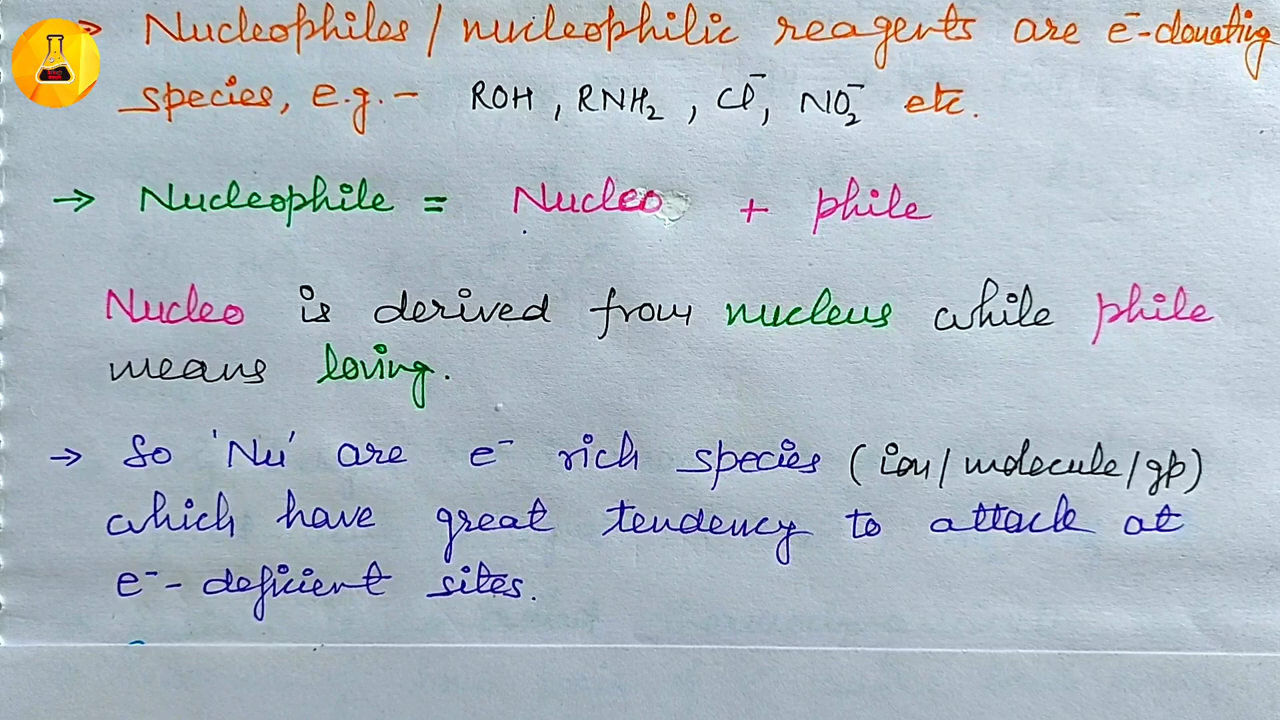 → Nucleophiles/nucleophilic reagents are e⁻-donating
species, e.g. - ROH, RNH₂, Cl⁻, NO₂⁻ etc.
→ Nucleophile = Nucleo + phile
Nucleo is derived from nucleus while phile
means loving.
→ So 'Nu' are e⁻ rich species (ion/molecule/gp)
which have great tendency to attack at
e⁻-deficient sites.